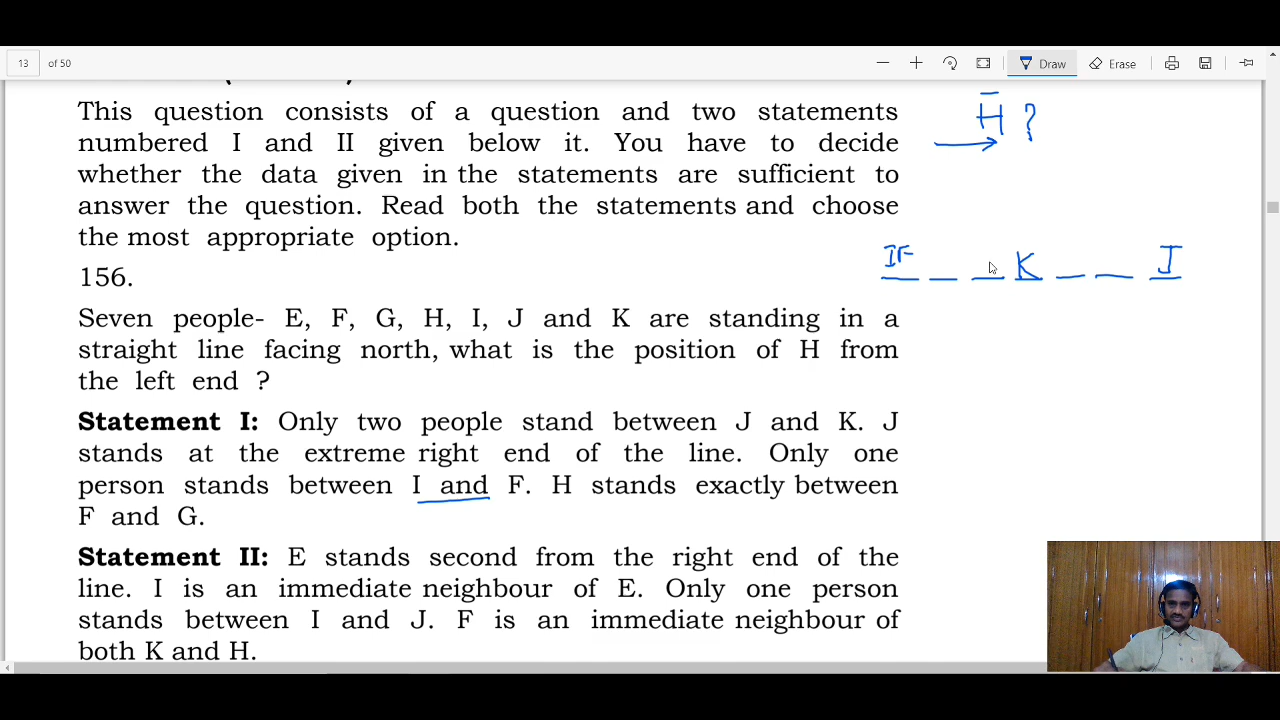 13 of 50
Draw
Erase
This question consists of a question and two statements
numbered I and II given below it. You have to decide
whether the data given in the statements are sufficient to
answer the question. Read both the statements and choose
the most appropriate option.
H ?
IF K J
156.
Seven people- E, F, G, H, I, J and K are standing in a
straight line facing north, what is the position of H from
the left end ?
Statement I: Only two people stand between J and K. J
stands at the extreme right end of the line. Only one
person stands between I and F. H stands exactly between
F and G.
Statement II: E stands second from the right end of the
line. I is an immediate neighbour of E. Only one person
stands between I and J. F is an immediate neighbour of
both K and H.